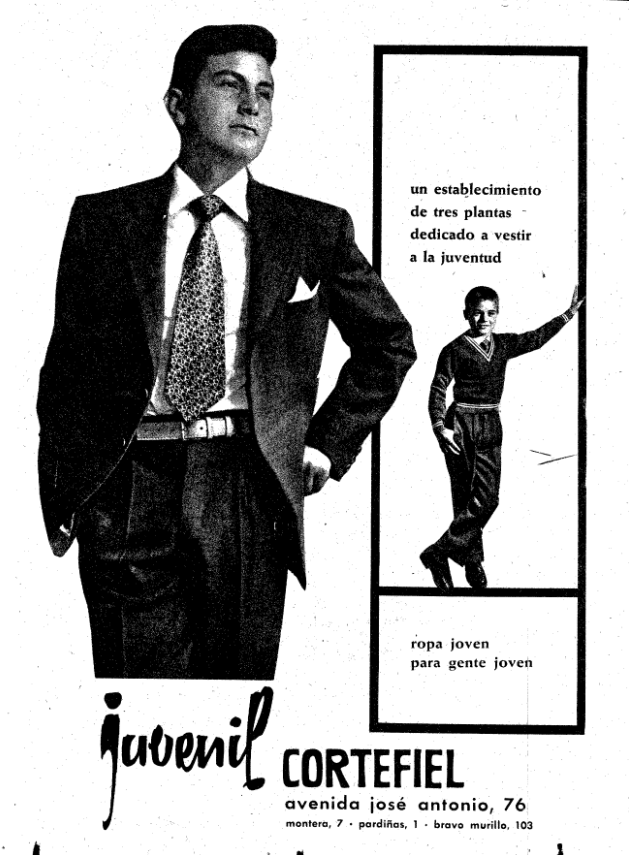 un establecimiento
de tres plantas
dedicado a vestir
a la juventud
ropa joven
para gente joven
juvenil CORTEFIEL
avenida josé antonio, 76
montera, 7 - pardiñas, 1 - bravo murillo, 103